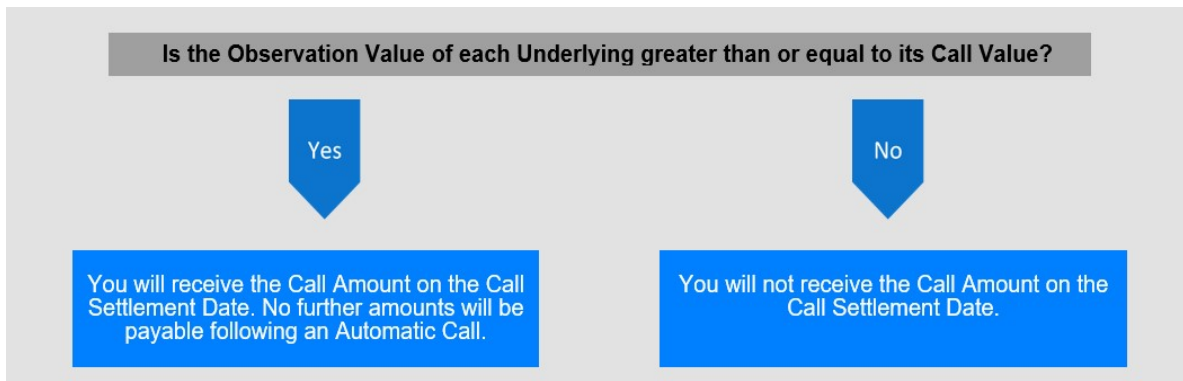 Is the Observation Value of each Underlying greater than or equal to its Call Value?
Yes
No
You will receive the Call Amount on the Call
Settlement Date. No further amounts will be
payable following an Automatic Call.
You will not receive the Call Amount on the
Call Settlement Date.